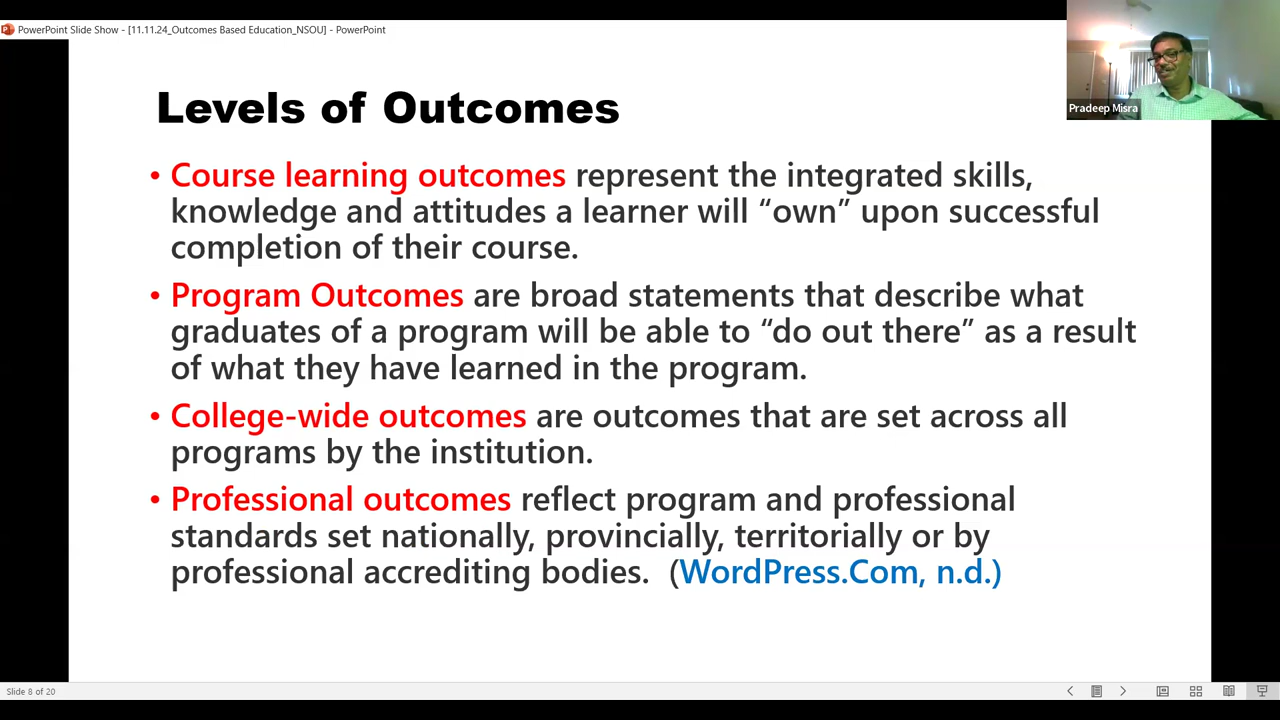 PowerPoint Slide Show - [11.11.24_Outcomes Based Education_NSOU] - PowerPoint
Pradeep Misra
Levels of Outcomes
• Course learning outcomes represent the integrated skills,
knowledge and attitudes a learner will “own” upon successful
completion of their course.
• Program Outcomes are broad statements that describe what
graduates of a program will be able to “do out there” as a result
of what they have learned in the program.
• College-wide outcomes are outcomes that are set across all
programs by the institution.
• Professional outcomes reflect program and professional
standards set nationally, provincially, territorially or by
professional accrediting bodies.  (WordPress.Com, n.d.)
Slide 8 of 20